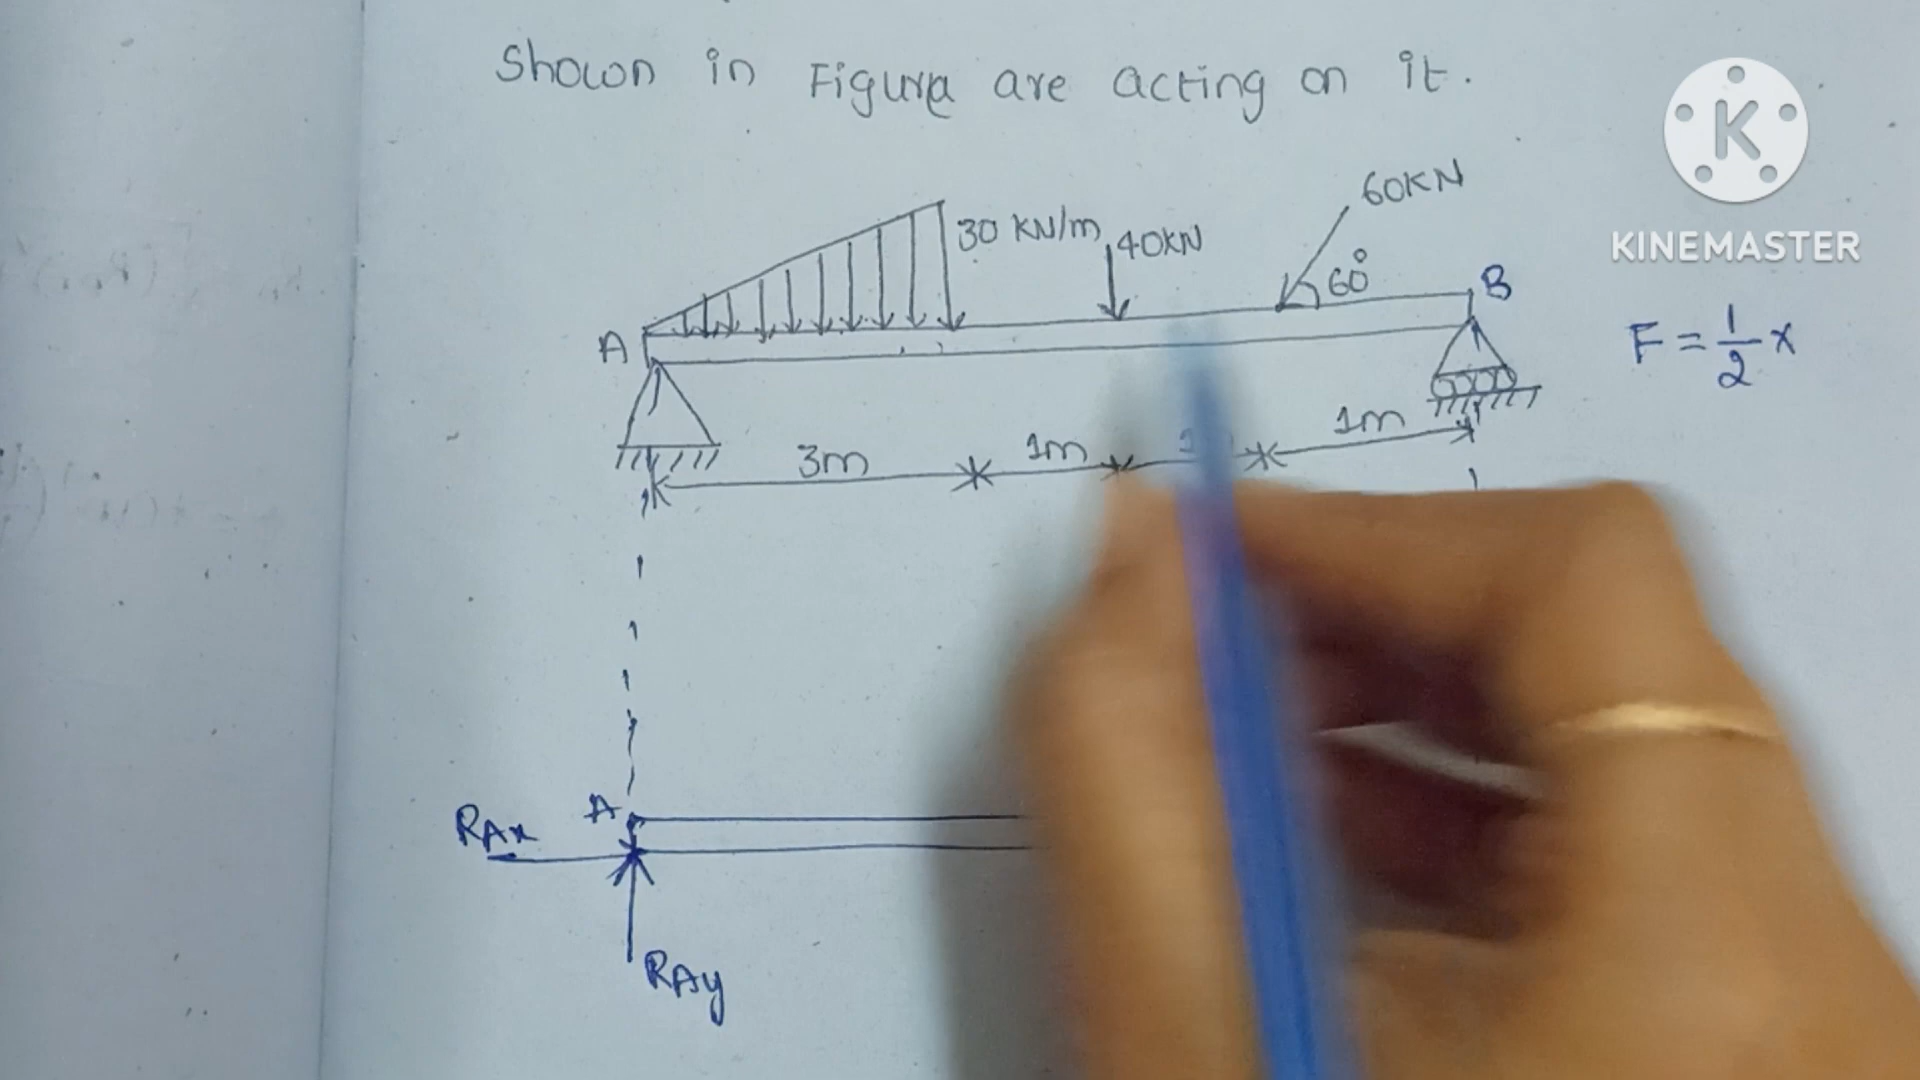 Shown in Figure are acting on it.
K
KINEMASTER
60KN
30 KN/m
40KN
60°
B
A
F = 1/2 x
3m
1m
1m
RAx
A
RAy